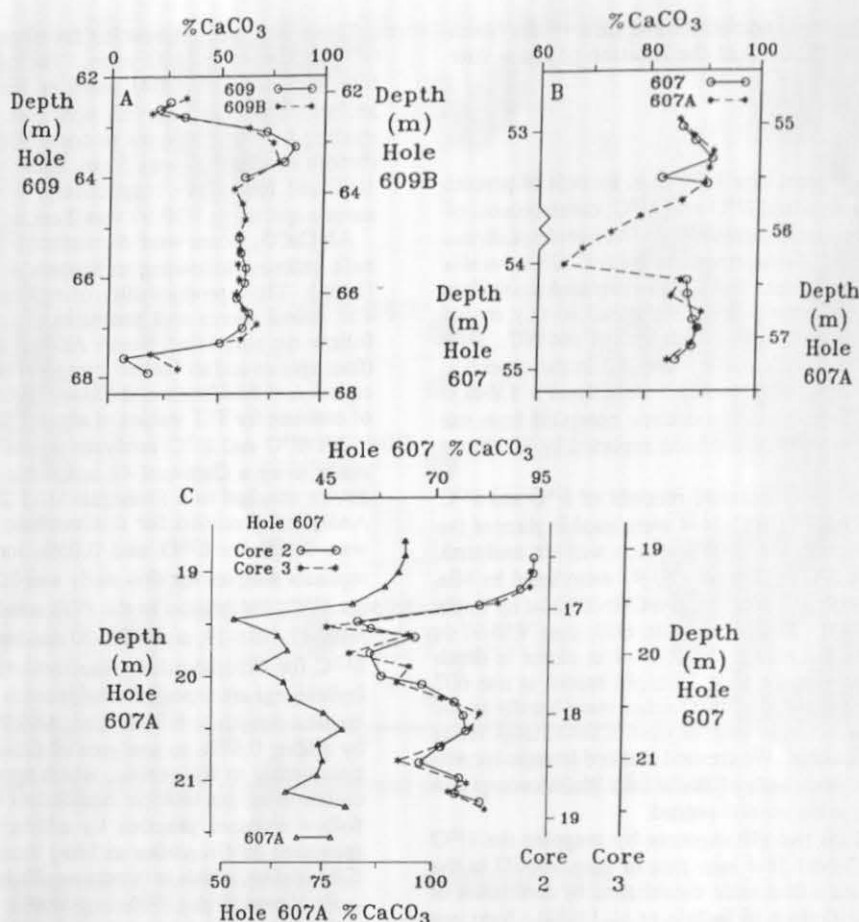 %CaCO3
0 50 100
62
64
66
68
Depth
(m)
Hole
609
A
609
609B
62
64
66
68
Depth
(m)
Hole
609B
%CaCO3
60 80 100
B
607
607A
53
54
55
Depth
(m)
Hole
607
55
56
57
Depth
(m)
Hole
607A
Hole 607 %CaCO3
45 70 95
C
Hole 607
Core 2
Core 3
607A
19
20
21
Depth
(m)
Hole
607A
17
18
19
Core
2
19
20
21
Core
3
Depth
(m)
Hole
607
50 75 100
Hole 607A %CaCO3